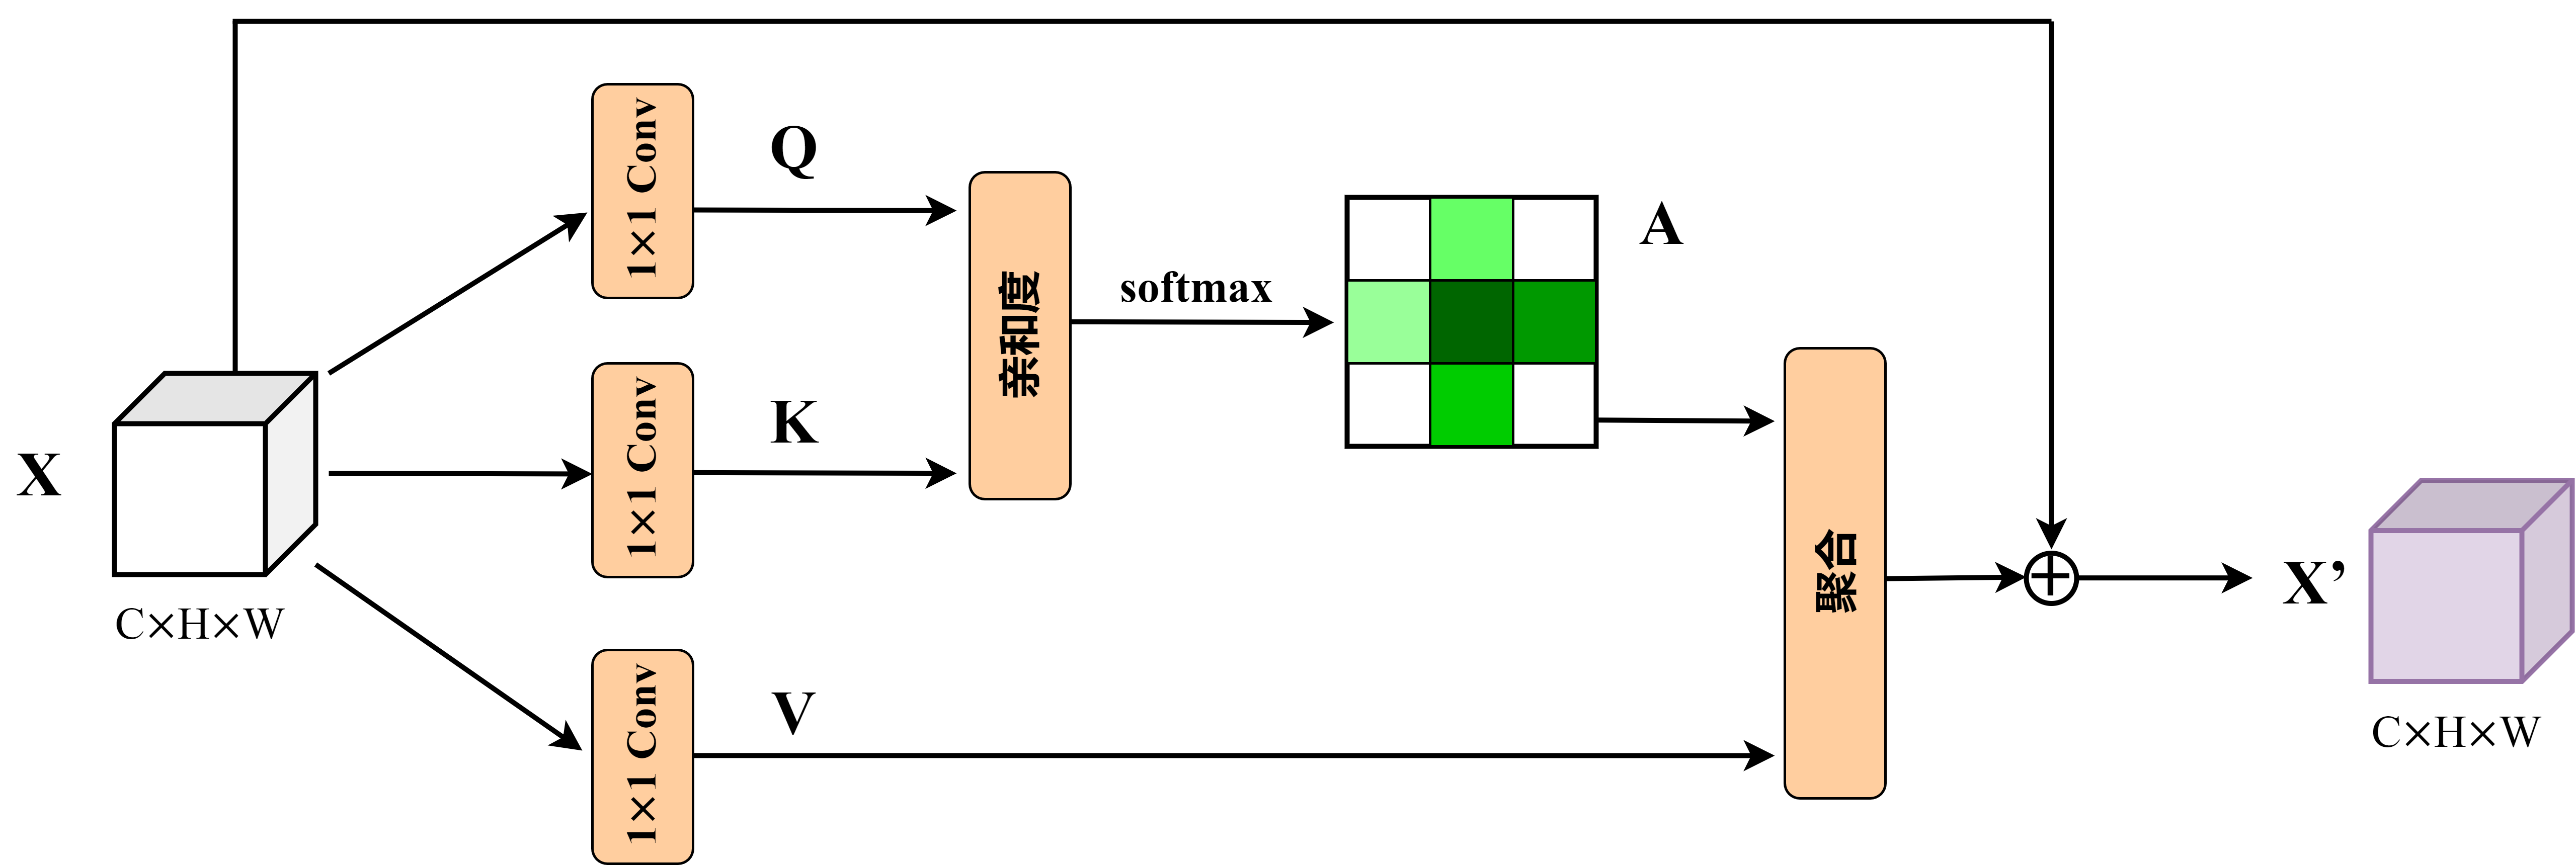 X
C×H×W
1×1 Conv
1×1 Conv
1×1 Conv
Q
K
V
亲和度
softmax
A
聚合
X’
C×H×W